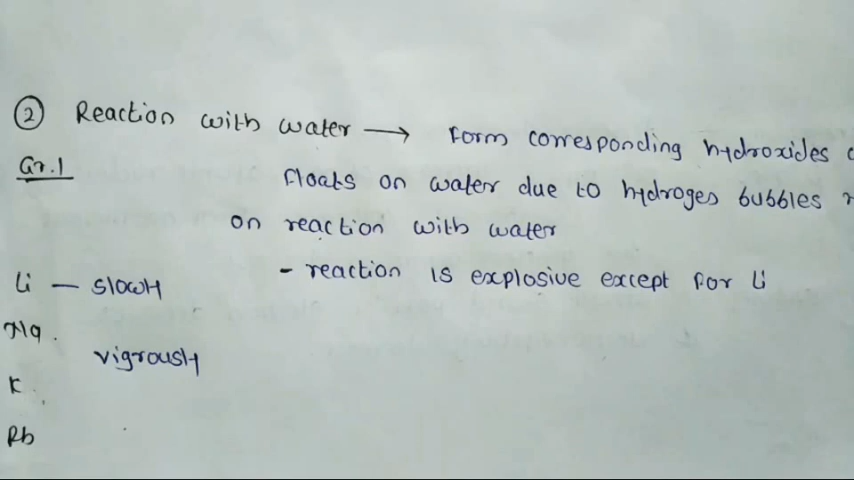 ② Reaction with water → Form corresponding hydroxides
Gr.1
floats on water due to hydroges bubbles
on reaction with water
- reaction is explosive except for Li
Li — slowly
Na.
vigrously
K
Rb